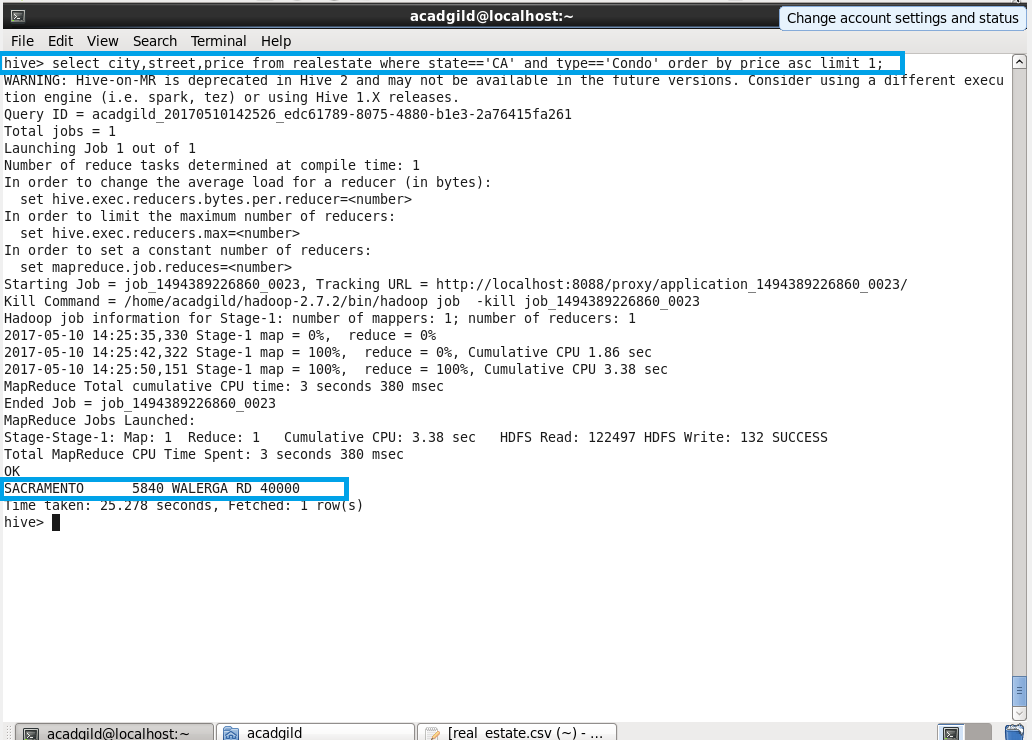 acadgild@localhost:~
Change account settings and status
File Edit View Search Terminal Help
hive> select city,street,price from realestate where state=='CA' and type=='Condo' order by price asc limit 1;
WARNING: Hive-on-MR is deprecated in Hive 2 and may not be available in the future versions. Consider using a different execu
tion engine (i.e. spark, tez) or using Hive 1.X releases.
Query ID = acadgild_20170510142526_edc61789-8075-4880-b1e3-2a76415fa261
Total jobs = 1
Launching Job 1 out of 1
Number of reduce tasks determined at compile time: 1
In order to change the average load for a reducer (in bytes):
  set hive.exec.reducers.bytes.per.reducer=<number>
In order to limit the maximum number of reducers:
  set hive.exec.reducers.max=<number>
In order to set a constant number of reducers:
  set mapreduce.job.reduces=<number>
Starting Job = job_1494389226860_0023, Tracking URL = http://localhost:8088/proxy/application_1494389226860_0023/
Kill Command = /home/acadgild/hadoop-2.7.2/bin/hadoop job  -kill job_1494389226860_0023
Hadoop job information for Stage-1: number of mappers: 1; number of reducers: 1
2017-05-10 14:25:35,330 Stage-1 map = 0%,  reduce = 0%
2017-05-10 14:25:42,322 Stage-1 map = 100%,  reduce = 0%, Cumulative CPU 1.86 sec
2017-05-10 14:25:50,151 Stage-1 map = 100%,  reduce = 100%, Cumulative CPU 3.38 sec
MapReduce Total cumulative CPU time: 3 seconds 380 msec
Ended Job = job_1494389226860_0023
MapReduce Jobs Launched:
Stage-Stage-1: Map: 1  Reduce: 1   Cumulative CPU: 3.38 sec   HDFS Read: 122497 HDFS Write: 132 SUCCESS
Total MapReduce CPU Time Spent: 3 seconds 380 msec
OK
SACRAMENTO      5840 WALERGA RD 40000
Time taken: 25.278 seconds, Fetched: 1 row(s)
hive>
acadgild@localhost:~
acadgild
[real_estate.csv (~) - ...